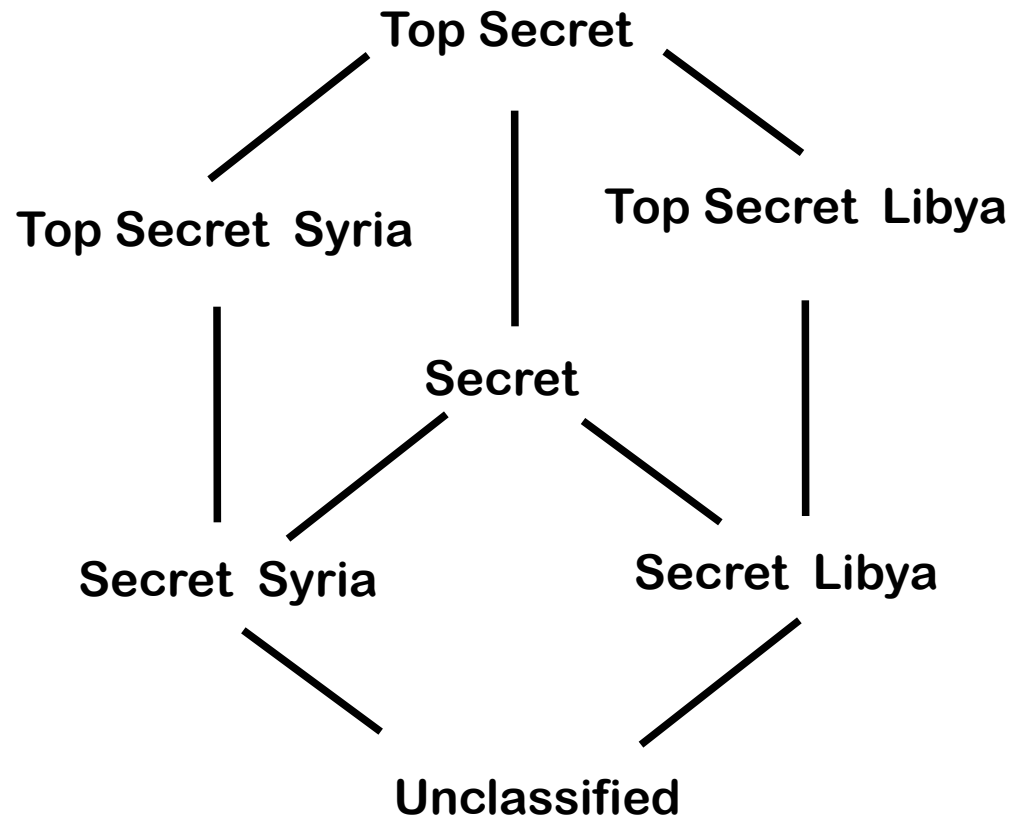 Top Secret
Top Secret Syria
Top Secret Libya
Secret
Secret Syria
Secret Libya
Unclassified